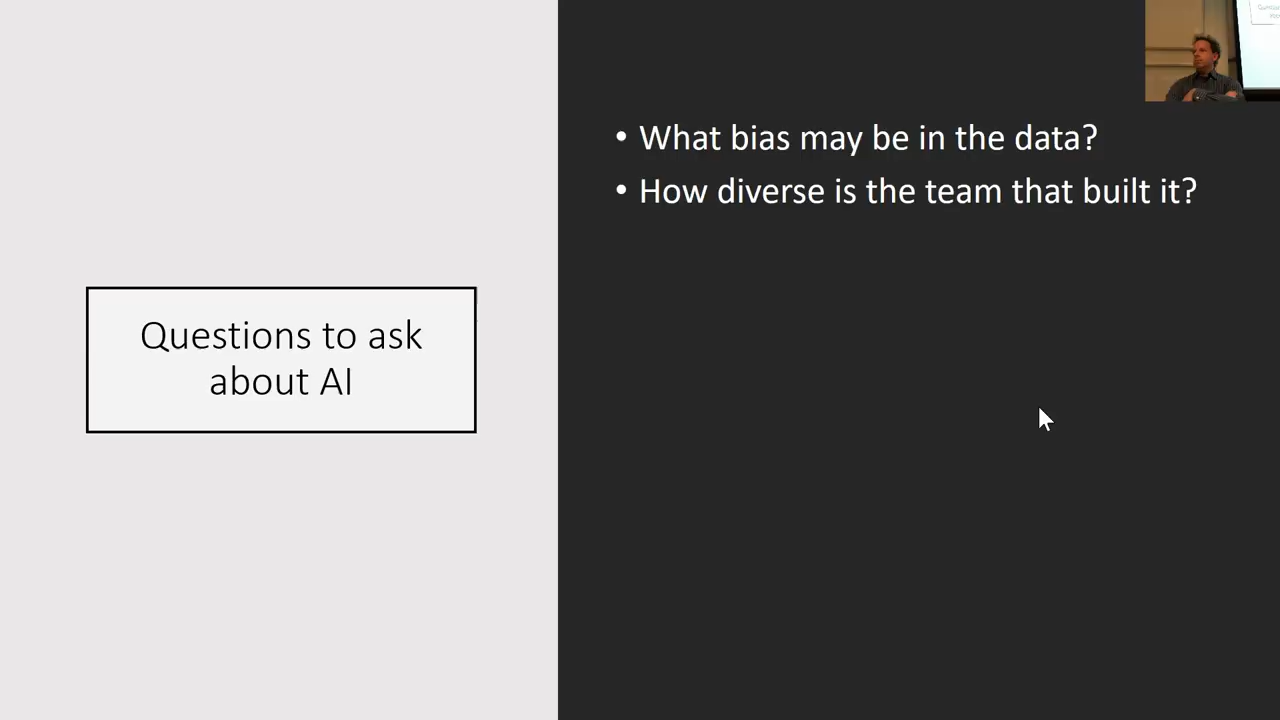 • What bias may be in the data?
• How diverse is the team that built it?
Questions to ask
about AI